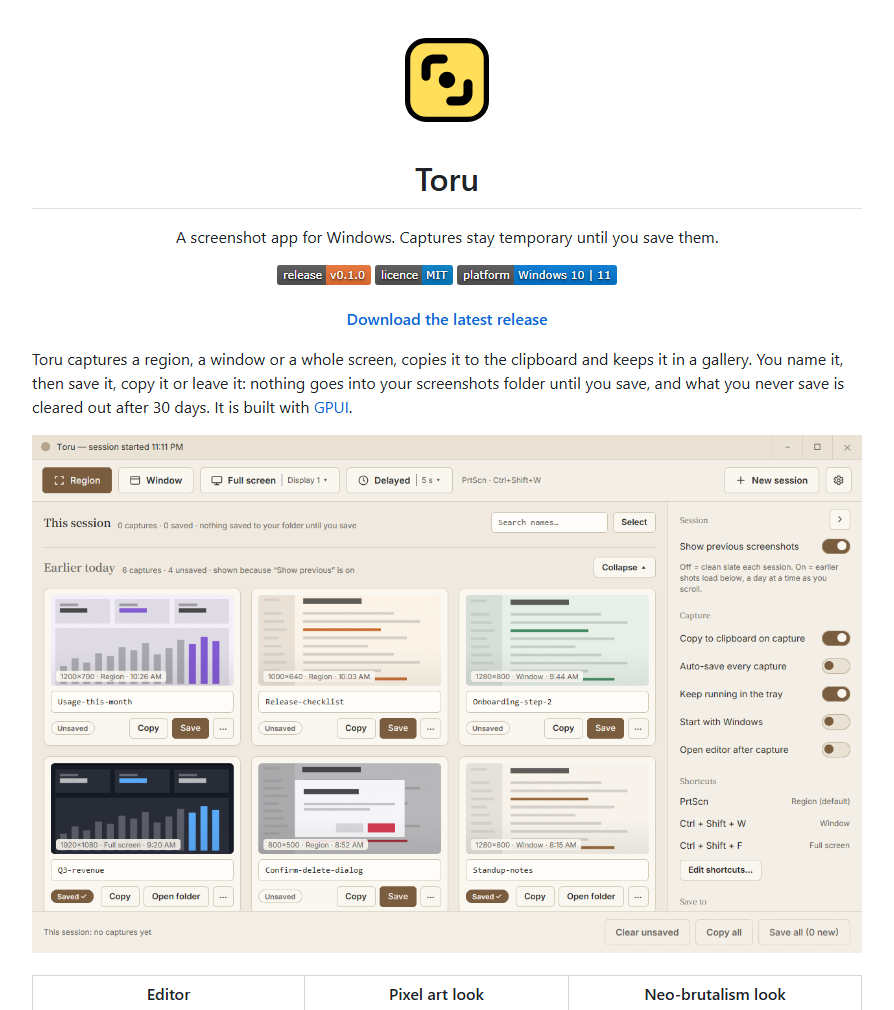 Toru
A screenshot app for Windows. Captures stay temporary until you save them.
release v0.1.0 licence MIT platform Windows 10 | 11
Download the latest release
Toru captures a region, a window or a whole screen, copies it to the clipboard and keeps it in a gallery. You name it,
then save it, copy it or leave it: nothing goes into your screenshots folder until you save, and what you never save is
cleared out after 30 days. It is built with GPUI.
Toru — session started 11:11 PM
Region Window Full screen Display 1 Delayed 5 s PrtScn · Ctrl+Shift+W New session
This session 0 captures · 0 saved · nothing saved to your folder until you save Search names… Select
Earlier today 6 captures · 4 unsaved · shown because “Show previous” is on Collapse
1200×700 · Region · 10:26 AM
Usage-this-month
Unsaved Copy Save ...
1000×640 · Region · 10:03 AM
Release-checklist
Unsaved Copy Save ...
1280×800 · Window · 9:44 AM
Onboarding-step-2
Unsaved Copy Save ...
1920×1080 · Full screen · 9:20 AM
Q3-revenue
Saved ✓ Copy Open folder ...
800×500 · Region · 8:52 AM
Confirm-delete-dialog
Unsaved Copy Save ...
1280×800 · Window · 8:15 AM
Standup-notes
Saved ✓ Copy Open folder ...
Session
Show previous screenshots
Off = clean slate each session. On = earlier
shots load below, a day at a time as you
scroll.
Capture
Copy to clipboard on capture
Auto-save every capture
Keep running in the tray
Start with Windows
Open editor after capture
Shortcuts
PrtScn Region (default)
Ctrl + Shift + W Window
Ctrl + Shift + F Full screen
Edit shortcuts...
Save to
This session: no captures yet Clear unsaved Copy all Save all (0 new)
Editor Pixel art look Neo-brutalism look